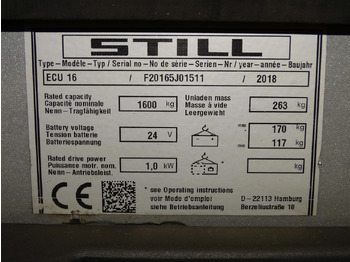 STILL
Type–Modèle–Typ / Serial no – No de série – Serien – Nr / year – année – Baujahr
ECU 16 / F20165J01511 / 2018
Rated capacity
Capacité nominale
Nenn – Tragfähigkeit
1600 kg
Unladen mass
Masse à vide
Leergewicht
263 kg
Battery voltage
Tension batterie
Batteriespannung
24 V
max 170 kg
min 117 kg
Rated drive power
Puissance motr. nom.
Nenn – Antriebsleist.
1,0 kW
kg
CE
* see Operating instructions
voir Mode d'emploi
siehe Betriebsanleitung
D–22113 Hamburg
Berzeliustraße 10